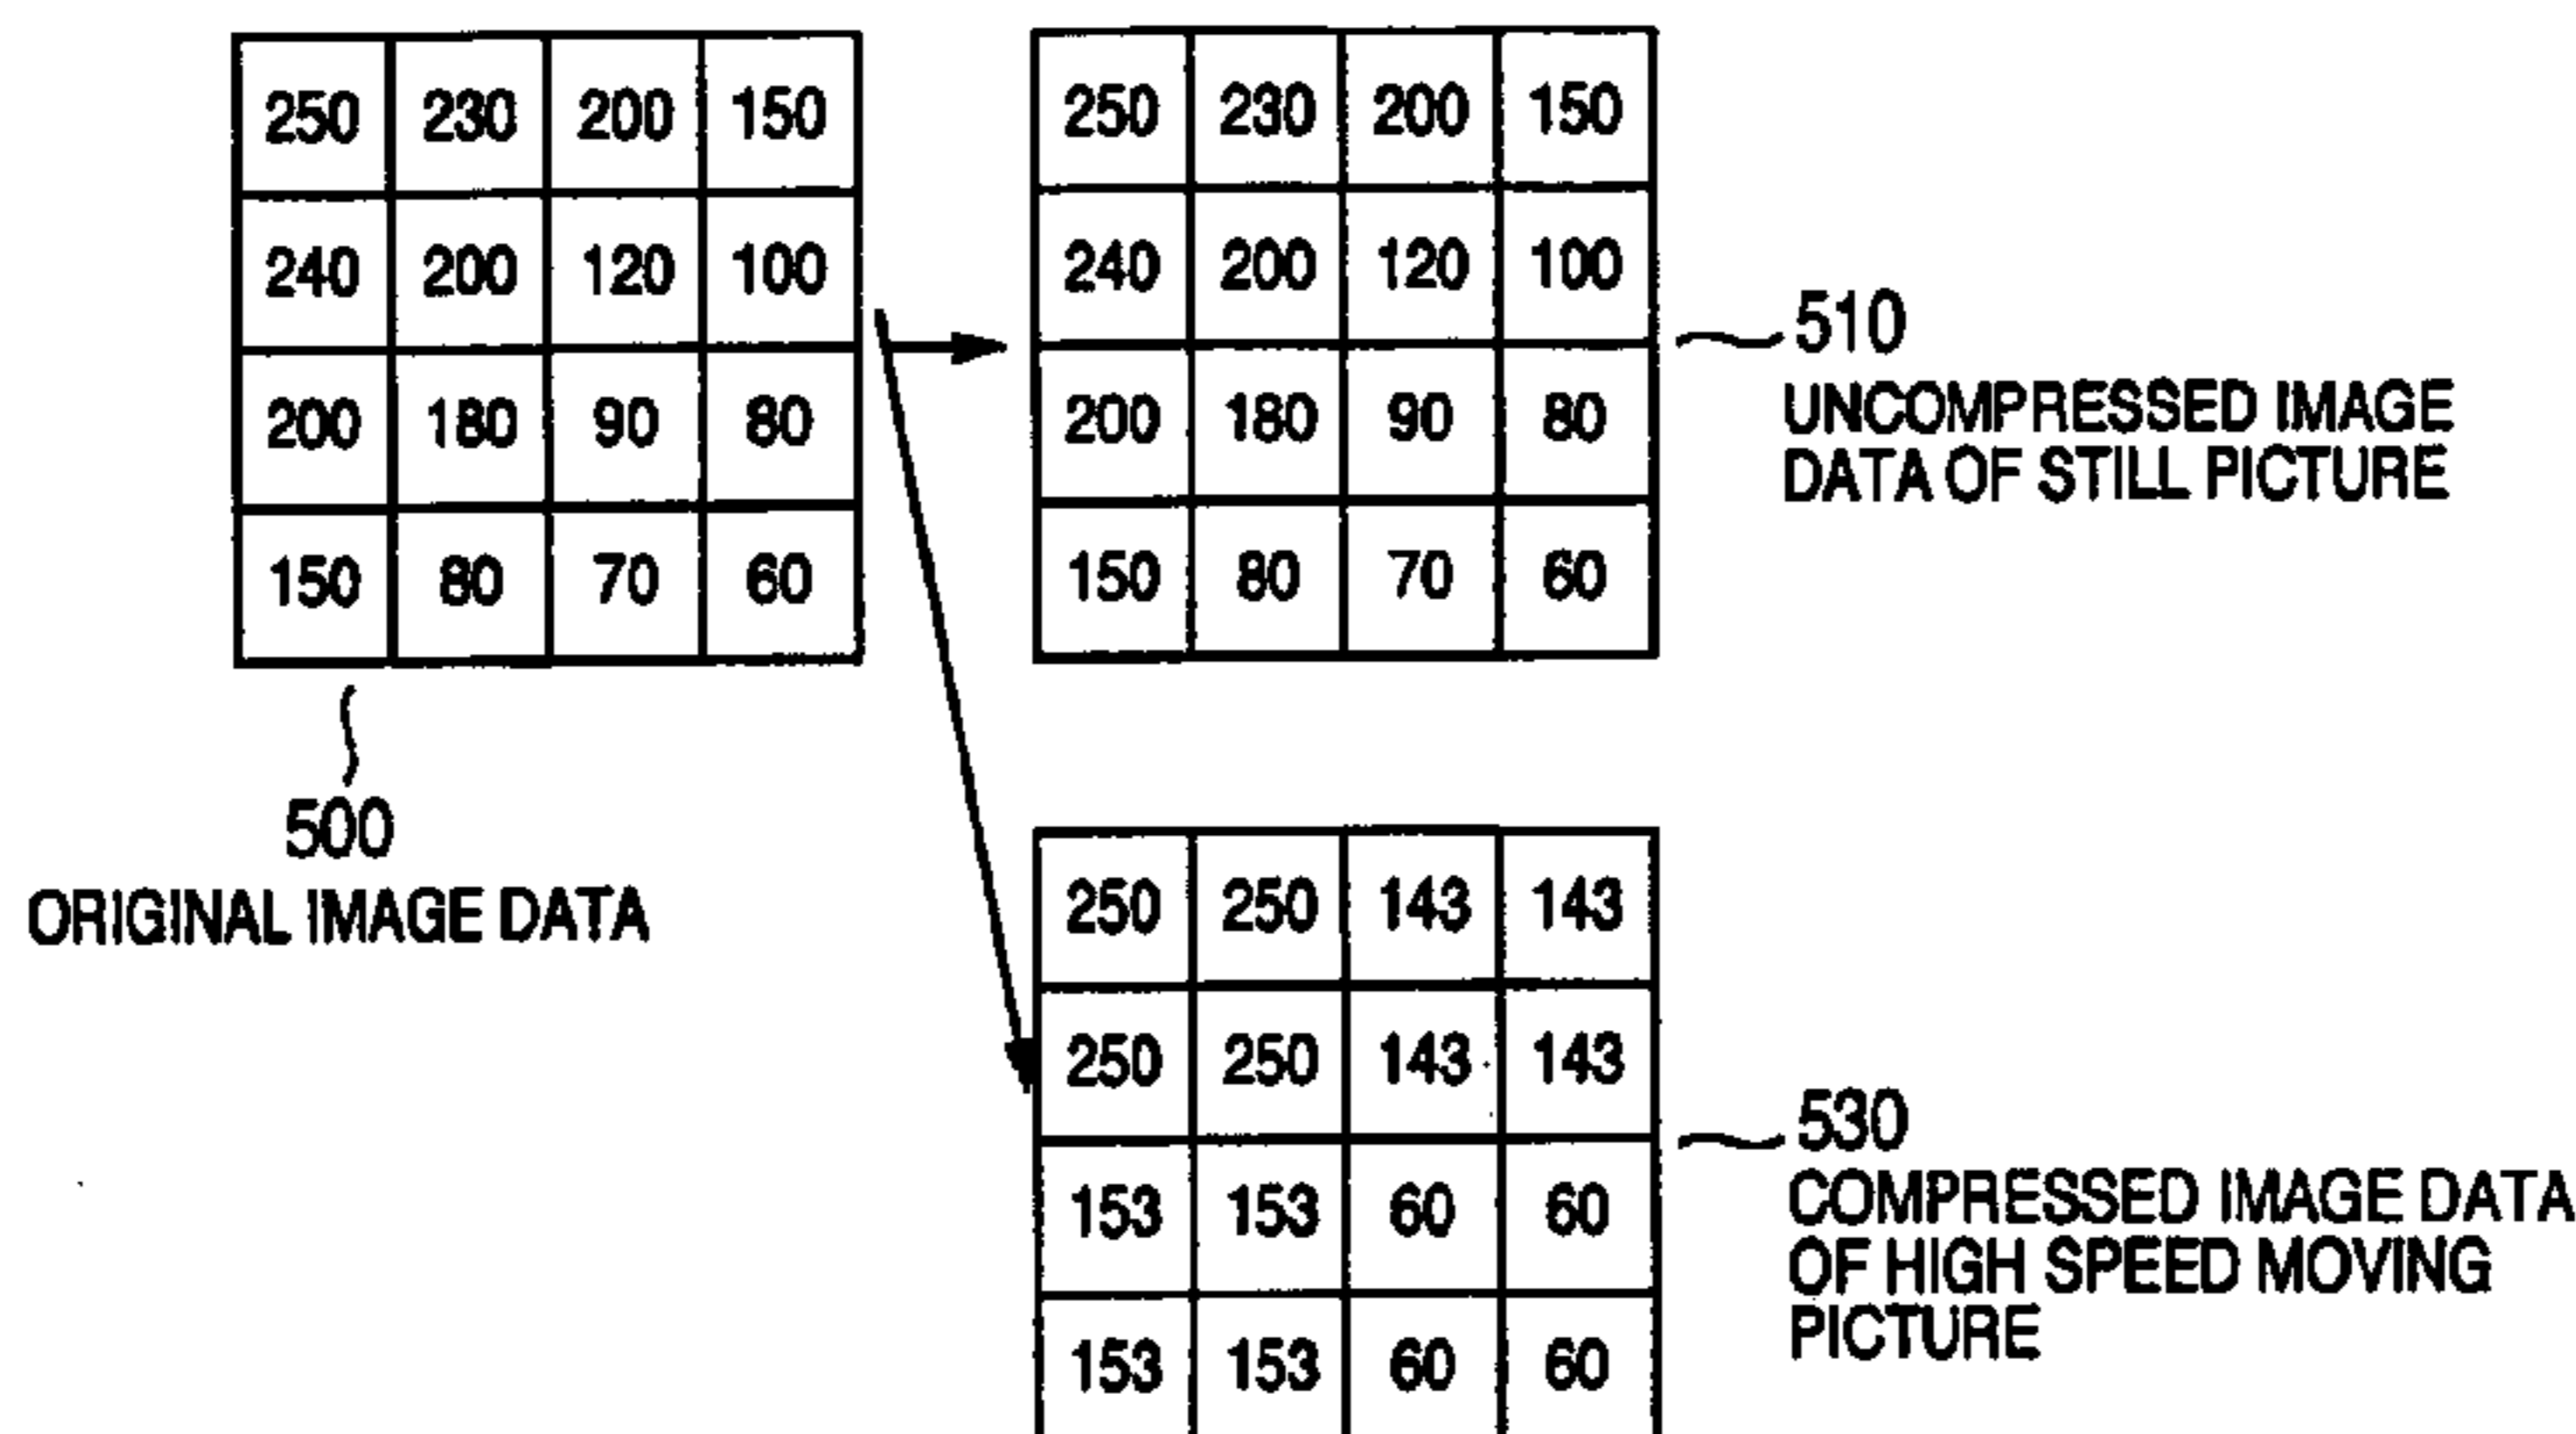 250 230 200 150
240 200 120 100
200 180 90 80
150 80 70 60
500
ORIGINAL IMAGE DATA
250 230 200 150
240 200 120 100
200 180 90 80
150 80 70 60
510
UNCOMPRESSED IMAGE
DATA OF STILL PICTURE
250 250 143 143
250 250 143 143
153 153 60 60
153 153 60 60
530
COMPRESSED IMAGE DATA
OF HIGH SPEED MOVING
PICTURE